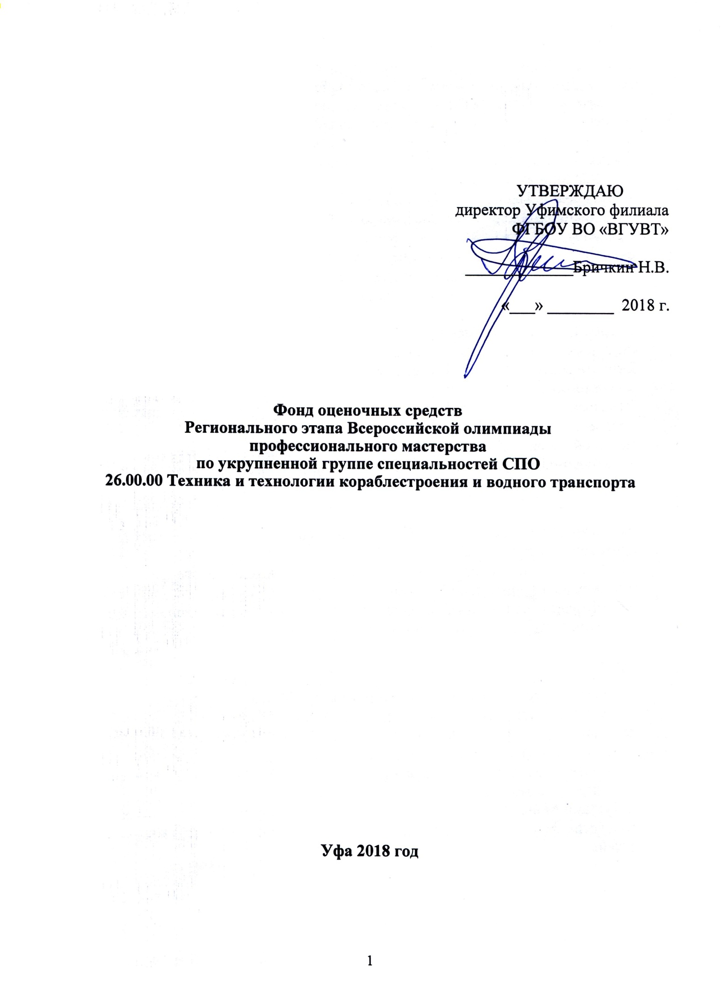 УТВЕРЖДАЮ
директор Уфимского филиала
ФГБОУ ВО «ВГУВТ»
_____________Бричкин Н.В.
«___» ________ 2018 г.
Фонд оценочных средств
Регионального этапа Всероссийской олимпиады
профессионального мастерства
по укрупненной группе специальностей СПО
26.00.00 Техника и технологии кораблестроения и водного транспорта
Уфа 2018 год
1